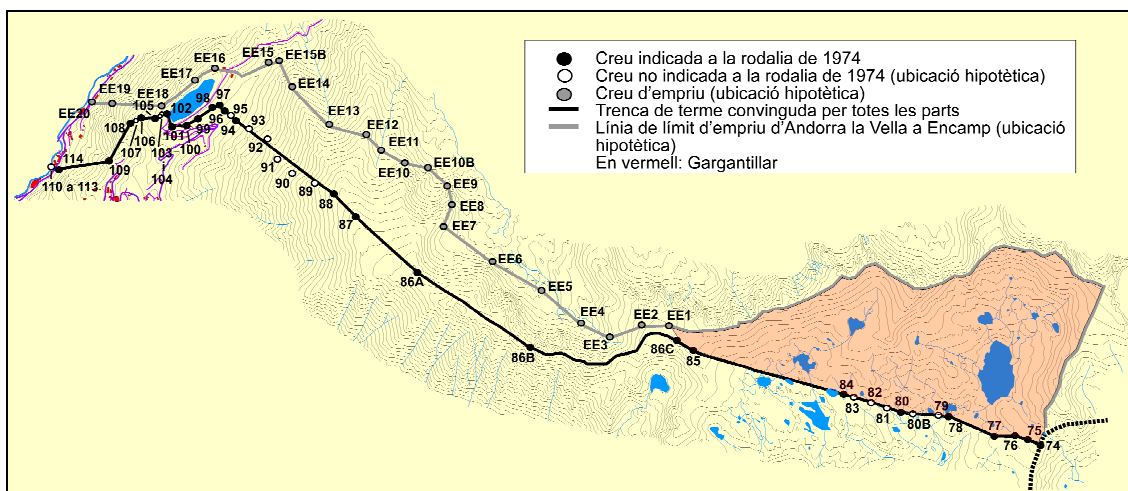 Creu indicada a la rodalia de 1974
Creu no indicada a la rodalia de 1974 (ubicació hipotètica)
Creu d'empriu (ubicació hipotètica)
Trenca de terme convinguda per totes les parts
Línia de límit d'empriu d'Andorra la Vella a Encamp (ubicació
hipotètica)
En vermell: Gargantillar
EE15
EE15B
EE16
EE17
EE14
EE19
EE18
EE20
105
102
98
97
95
108
96
94
93
EE13
EE12
107
106
103
101
100
99
92
EE11
114
109
104
91
EE10
EE10B
110 a 113
90
89
EE9
88
EE8
87
EE7
EE6
86A
EE5
EE4
EE2
EE1
EE3
86B
86C
85
84
82
83
81
80
80B
79
78
77
76
75
74